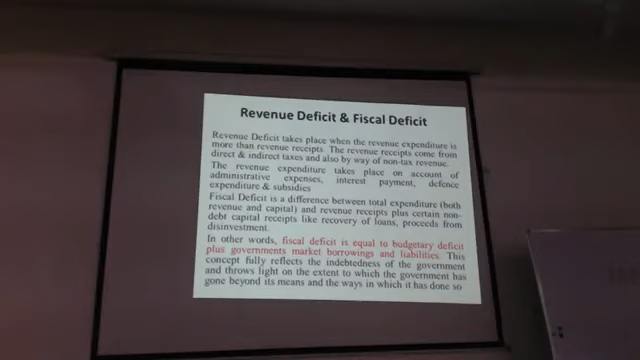 Revenue Deficit & Fiscal Deficit
Revenue Deficit takes place when the revenue expenditure is
more than revenue receipts. The revenue receipts come from
direct & indirect taxes and also by way of non-tax revenue.
The revenue expenditure takes place on account of
administrative expenses, interest payment, defence
expenditure & subsidies
Fiscal Deficit is a difference between total expenditure (both
revenue and capital) and revenue receipts plus certain non-
debt capital receipts like recovery of loans, proceeds from
disinvestment.
In other words, fiscal deficit is equal to budgetary deficit
plus governments market borrowings and liabilities. This
concept fully reflects the indebtedness of the government
and throws light on the extent to which the government has
gone beyond its means and the ways in which it has done so